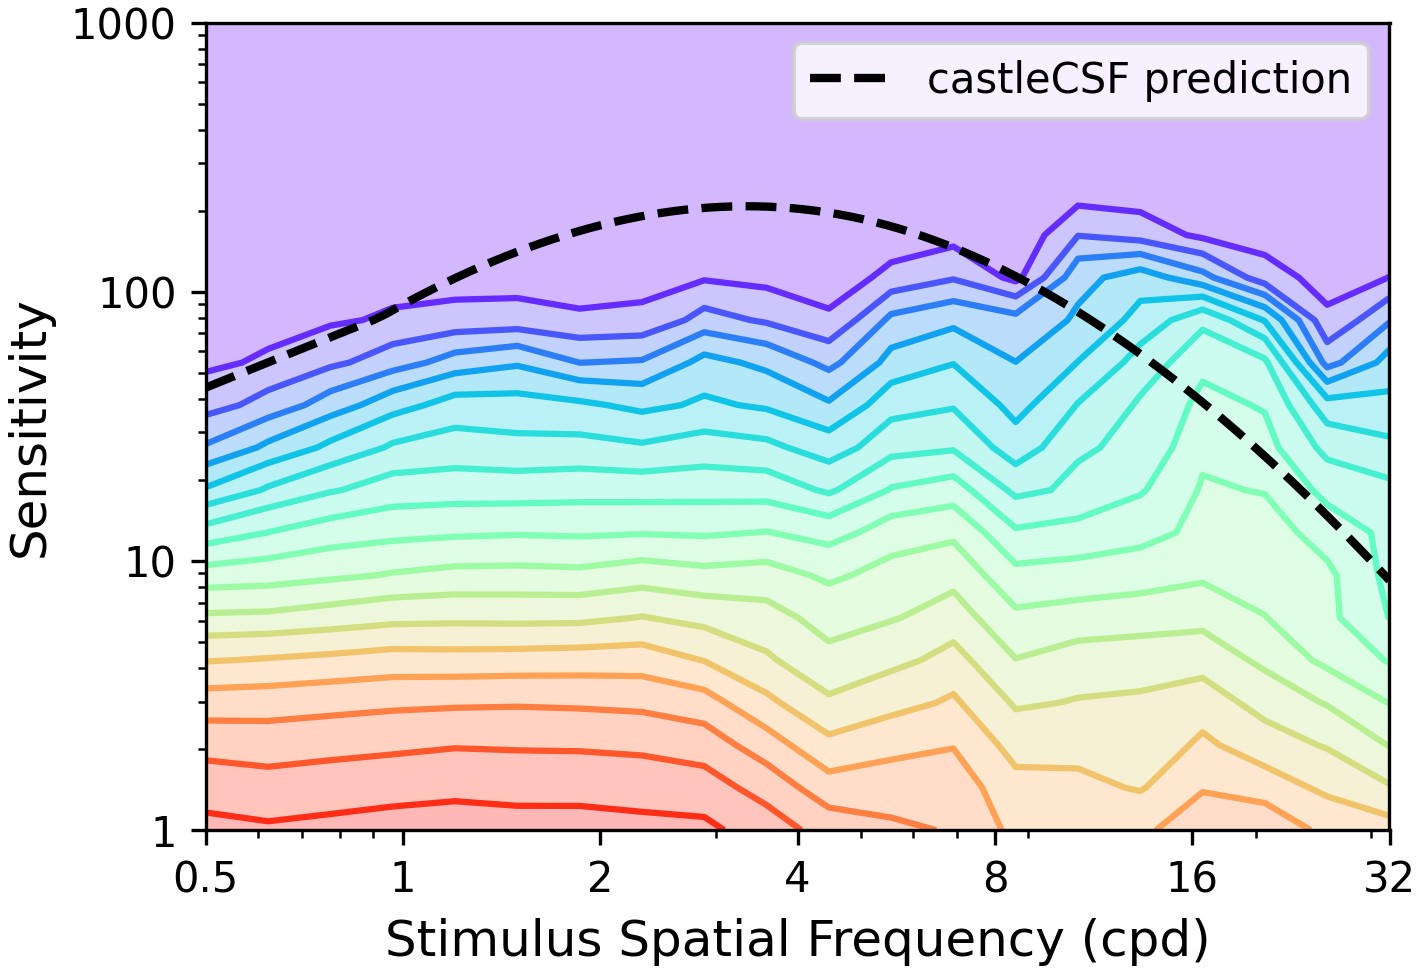 1000
100
10
1
Sensitivity
castleCSF prediction
0.5 1 2 4 8 16 32
Stimulus Spatial Frequency (cpd)